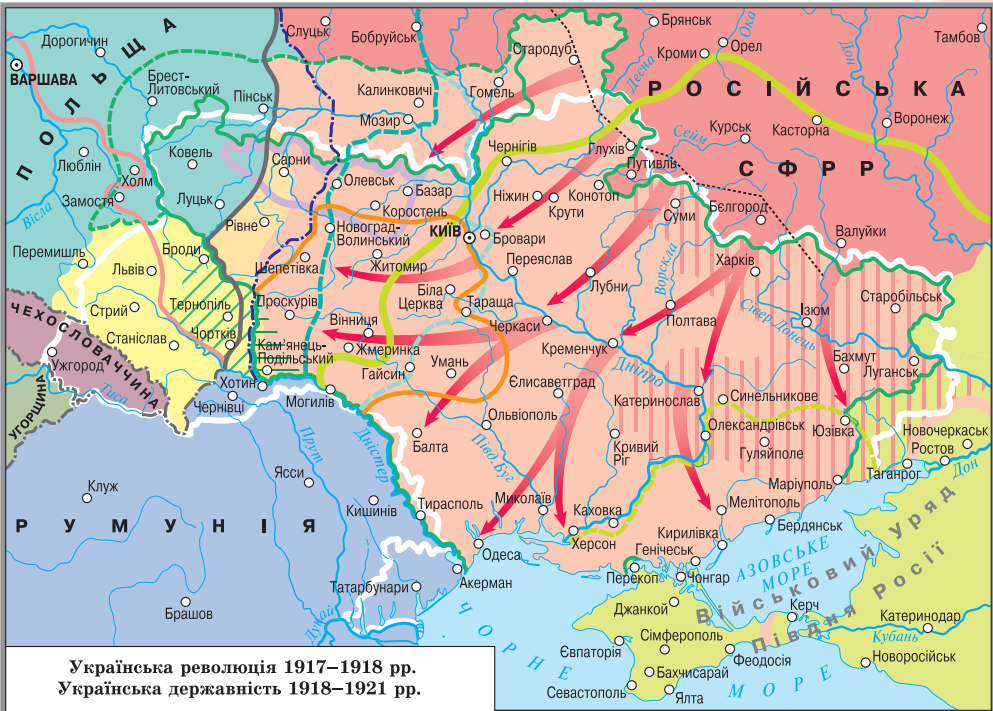 ПОЛЬЩА
РОСІЙСЬКА
СФРР
ЧЕХОСЛОВАЧЧИНА
УГОРЩИНА
РУМУНІЯ
Військовий Уряд
Півдня Росії
АЗОВСЬКЕ
МОРЕ
ЧОРНЕ
МОРЕ
Дорогичин
ВАРШАВА
Брест-
Литовський
Слуцьк
Бобруйськ
Стародуб
Брянськ
Ока
Дон
Тамбов
Кроми
Орел
Десна
Пінськ
Калинковичі
Гомель
Мозир
Касторна
Воронеж
Курськ
Сейм
Люблін
Ковель
Холм
Сарни
Чернігів
Глухів
Путивль
Вісла
Замостя
Луцьк
Олевськ
Базар
Коростень
Ніжин
Крути
Конотоп
Суми
Бєлгород
Валуйки
Рівне
Новоград-
Волинський
КИЇВ
Бровари
Перемишль
Броди
Львів
Шепетівка
Житомир
Переяслав
Ворскла
Харків
Старобільськ
Стрий
Тернопіль
Проскурів
Біла
Церква
Тараща
Лубни
Полтава
Сівер. Донець
Ізюм
Станіслав
Чортків
Вінниця
Черкаси
Кременчук
Бахмут
Луганськ
Ужгород
Кам'янець-
Подільський
Жмеринка
Гайсин
Умань
Дніпро
Тиса
Хотин
Чернівці
Могилів
Єлисаветград
Катеринослав
Синельникове
Ольвіополь
Олександрівськ
Юзівка
Новочеркаськ
Ростов
Прут
Дністер
Балта
Півд.Буг
Кривий
Ріг
Гуляйполе
Таганрог
Дон
Клуж
Ясси
Маріуполь
Кишинів
Тирасполь
Миколаїв
Каховка
Мелітополь
Бердянськ
Одеса
Херсон
Кирилівка
Генічеськ
Татарбунари
Акерман
Перекоп
Чонгар
Брашов
Дунай
Джанкой
Керч
Катеринодар
Кубань
Сімферополь
Євпаторія
Феодосія
Новоросійськ
Бахчисарай
Севастополь
Ялта
Українська революція 1917–1918 рр.
Українська державність 1918–1921 рр.